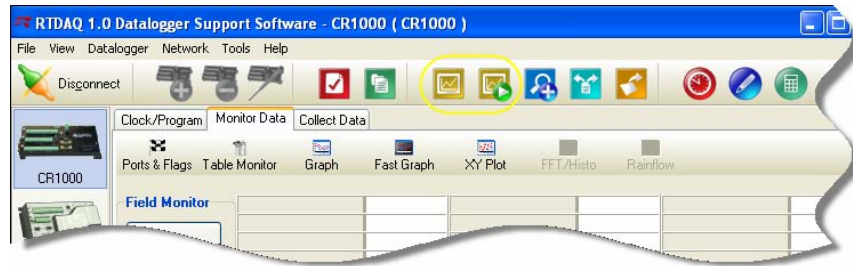 RTDAQ 1.0 Datalogger Support Software - CR1000 ( CR1000 )
File View Datalogger Network Tools Help
Disconnect
Clock/Program Monitor Data Collect Data
Ports & Flags Table Monitor Graph Fast Graph XY Plot FFT/Histo Rainflow
CR1000
Field Monitor